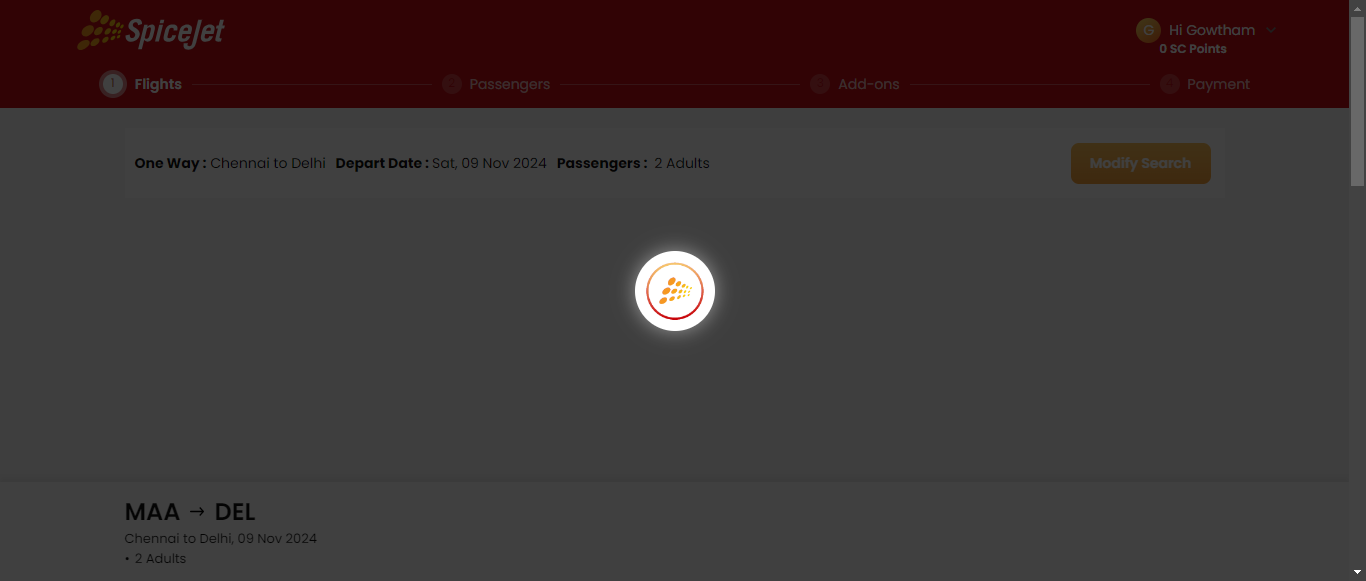 SpiceJet
G Hi Gowtham
0 SC Points
1 Flights
Passengers
Add-ons
Payment
One Way : Chennai to Delhi Depart Date : Sat, 09 Nov 2024 Passengers : 2 Adults
Modify Search
MAA → DEL
Chennai to Delhi, 09 Nov 2024
• 2 Adults